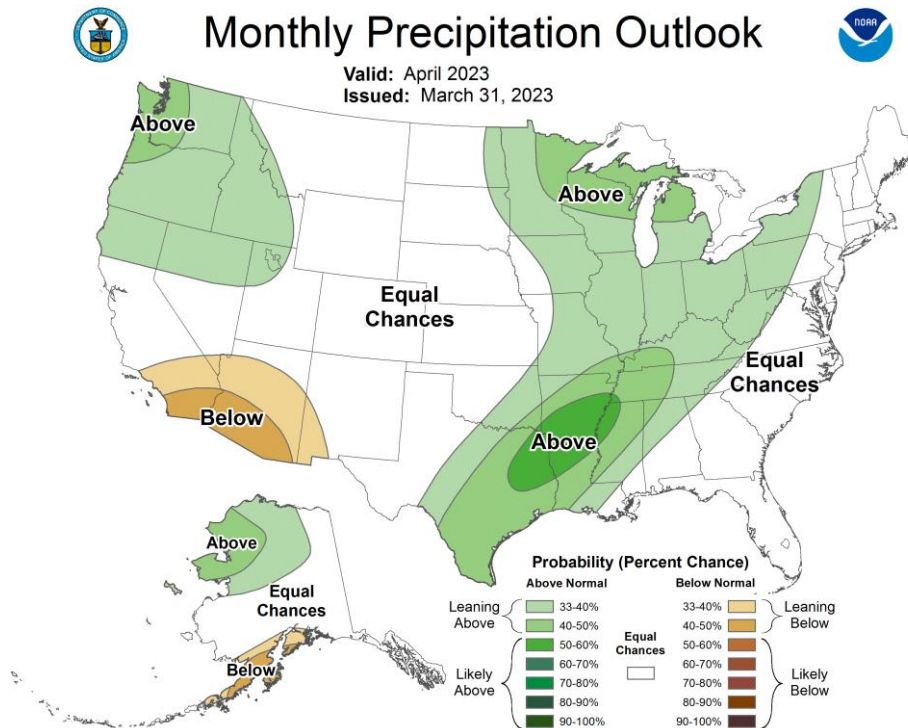 Monthly Precipitation Outlook
NOAA
Valid: April 2023
Issued: March 31, 2023
Above
Above
Equal
Chances
Equal
Chances
Below
Above
Above
Equal
Chances
Below
Probability (Percent Chance)
Above Normal
Below Normal
Leaning
Above
33-40%
40-50%
Likely
Above
50-60%
60-70%
70-80%
80-90%
90-100%
Equal
Chances
33-40%
40-50%
Leaning
Below
50-60%
60-70%
70-80%
80-90%
90-100%
Likely
Below